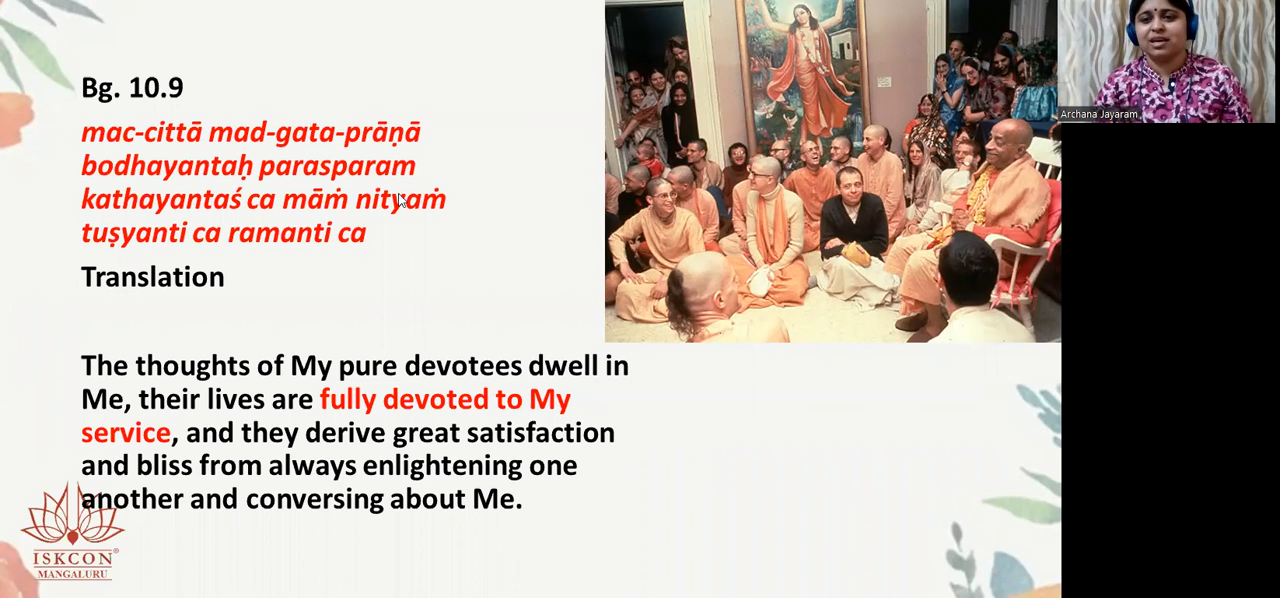 Bg. 10.9
mac-cittā mad-gata-prāṇā
bodhayantaḥ parasparam
kathayantaś ca māṁ nityaṁ
tuṣyanti ca ramanti ca
Translation
The thoughts of My pure devotees dwell in
Me, their lives are fully devoted to My
service, and they derive great satisfaction
and bliss from always enlightening one
another and conversing about Me.
ISKCON®
MANGALURU
Archana Jayaram